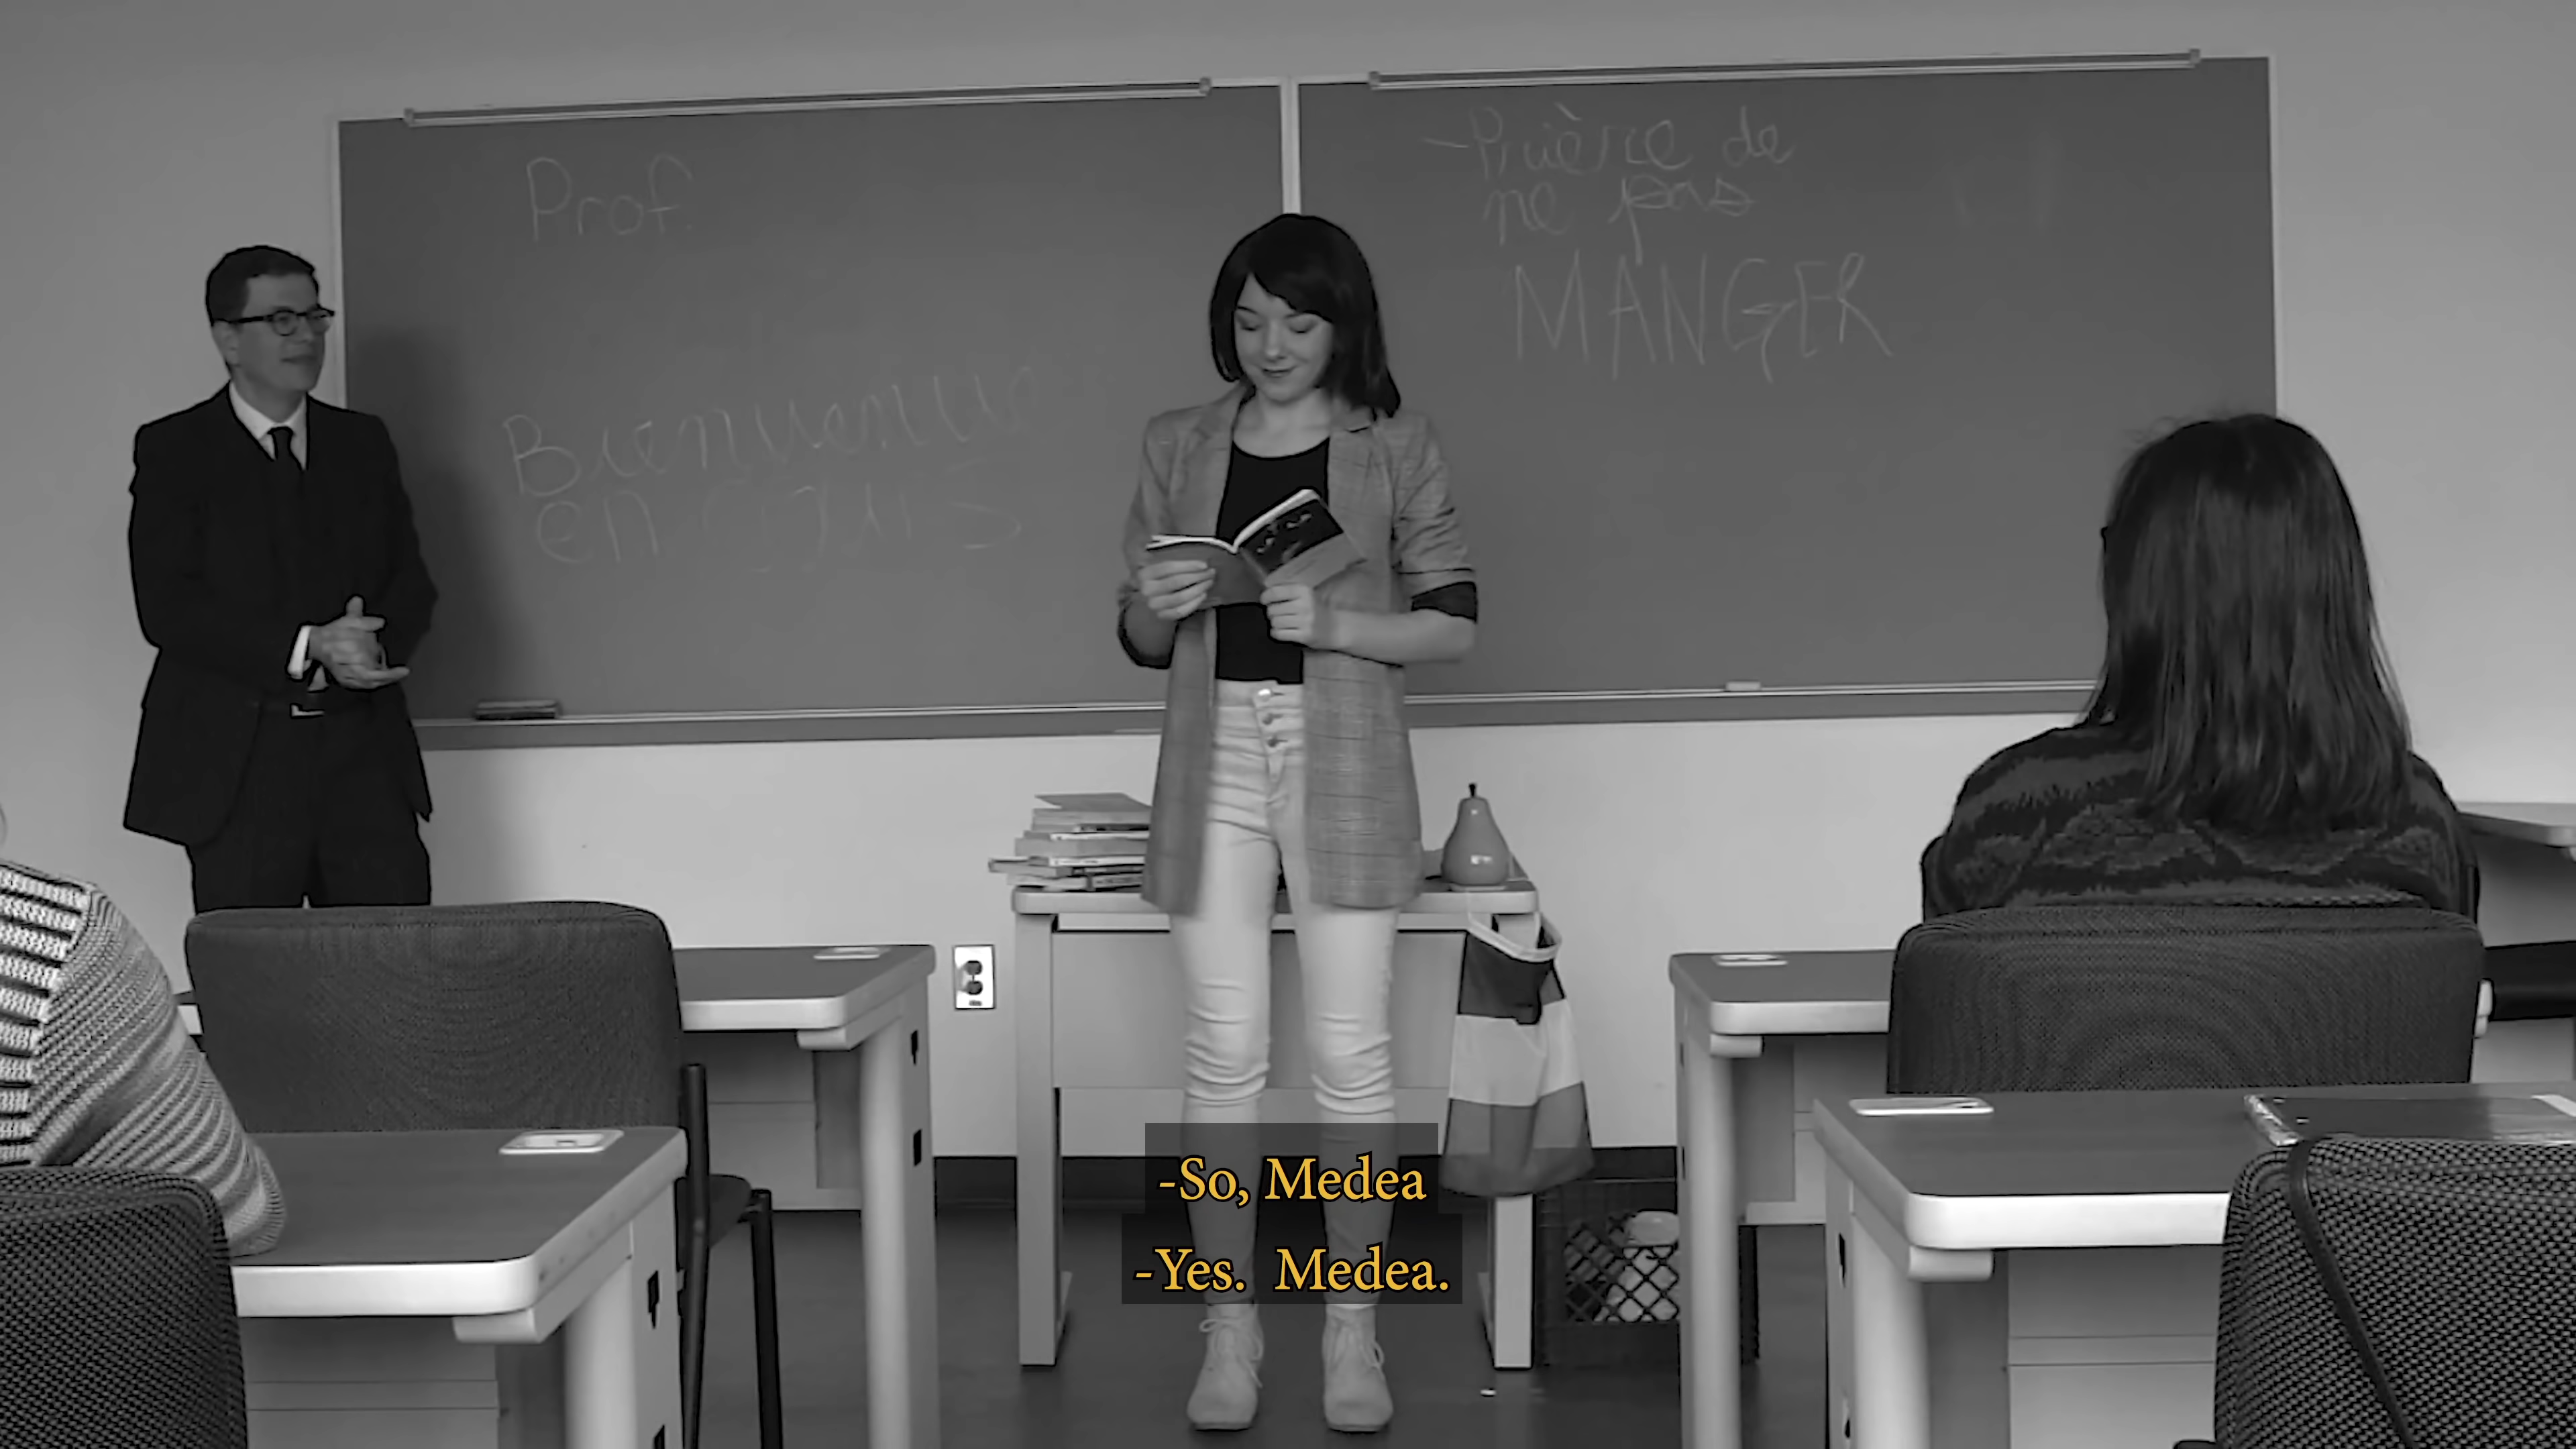 Prof.
Bienvenue
en cours
-Prière de
ne pas
MANGER
-So, Medea
-Yes.  Medea.